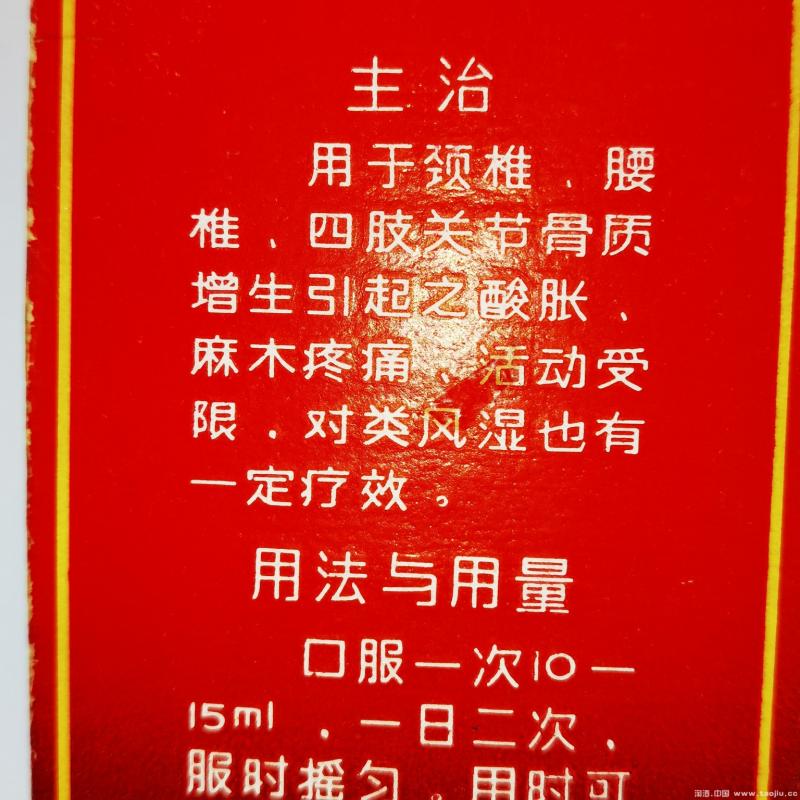 主治
用于颈椎、腰
椎、四肢关节骨质
增生引起之酸胀、
麻木疼痛、活动受
限，对类风湿也有
一定疗效。
用法与用量
口服一次10一
15ml，一日二次，
服时摇匀，用时可
淘酒.中国 www.taojiu.cc